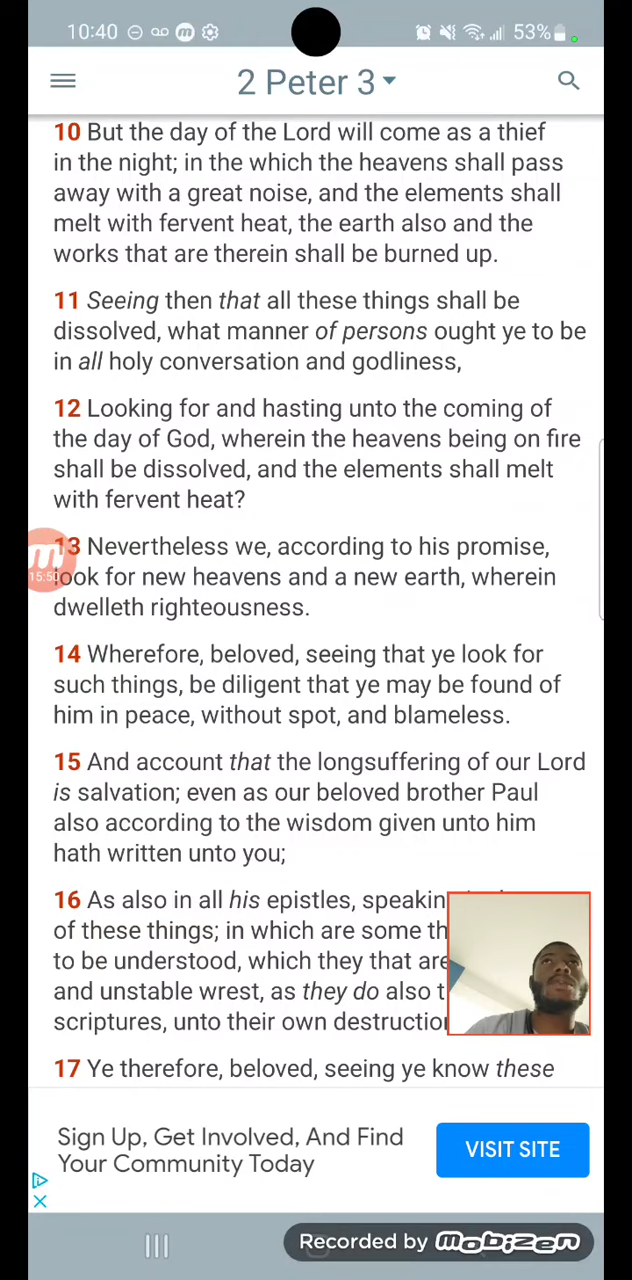 10:40 53%
2 Peter 3
10 But the day of the Lord will come as a thief
in the night; in the which the heavens shall pass
away with a great noise, and the elements shall
melt with fervent heat, the earth also and the
works that are therein shall be burned up.
11 Seeing then that all these things shall be
dissolved, what manner of persons ought ye to be
in all holy conversation and godliness,
12 Looking for and hasting unto the coming of
the day of God, wherein the heavens being on fire
shall be dissolved, and the elements shall melt
with fervent heat?
13 Nevertheless we, according to his promise,
look for new heavens and a new earth, wherein
dwelleth righteousness.
15:50
14 Wherefore, beloved, seeing that ye look for
such things, be diligent that ye may be found of
him in peace, without spot, and blameless.
15 And account that the longsuffering of our Lord
is salvation; even as our beloved brother Paul
also according to the wisdom given unto him
hath written unto you;
16 As also in all his epistles,
of these things; in which are some
to be understood, which they that are
and unstable wrest, as they do also
scriptures, unto their own
17 Ye therefore, beloved, seeing ye know these
Sign Up, Get Involved, And Find
Your Community Today
VISIT SITE
Recorded by mobizen